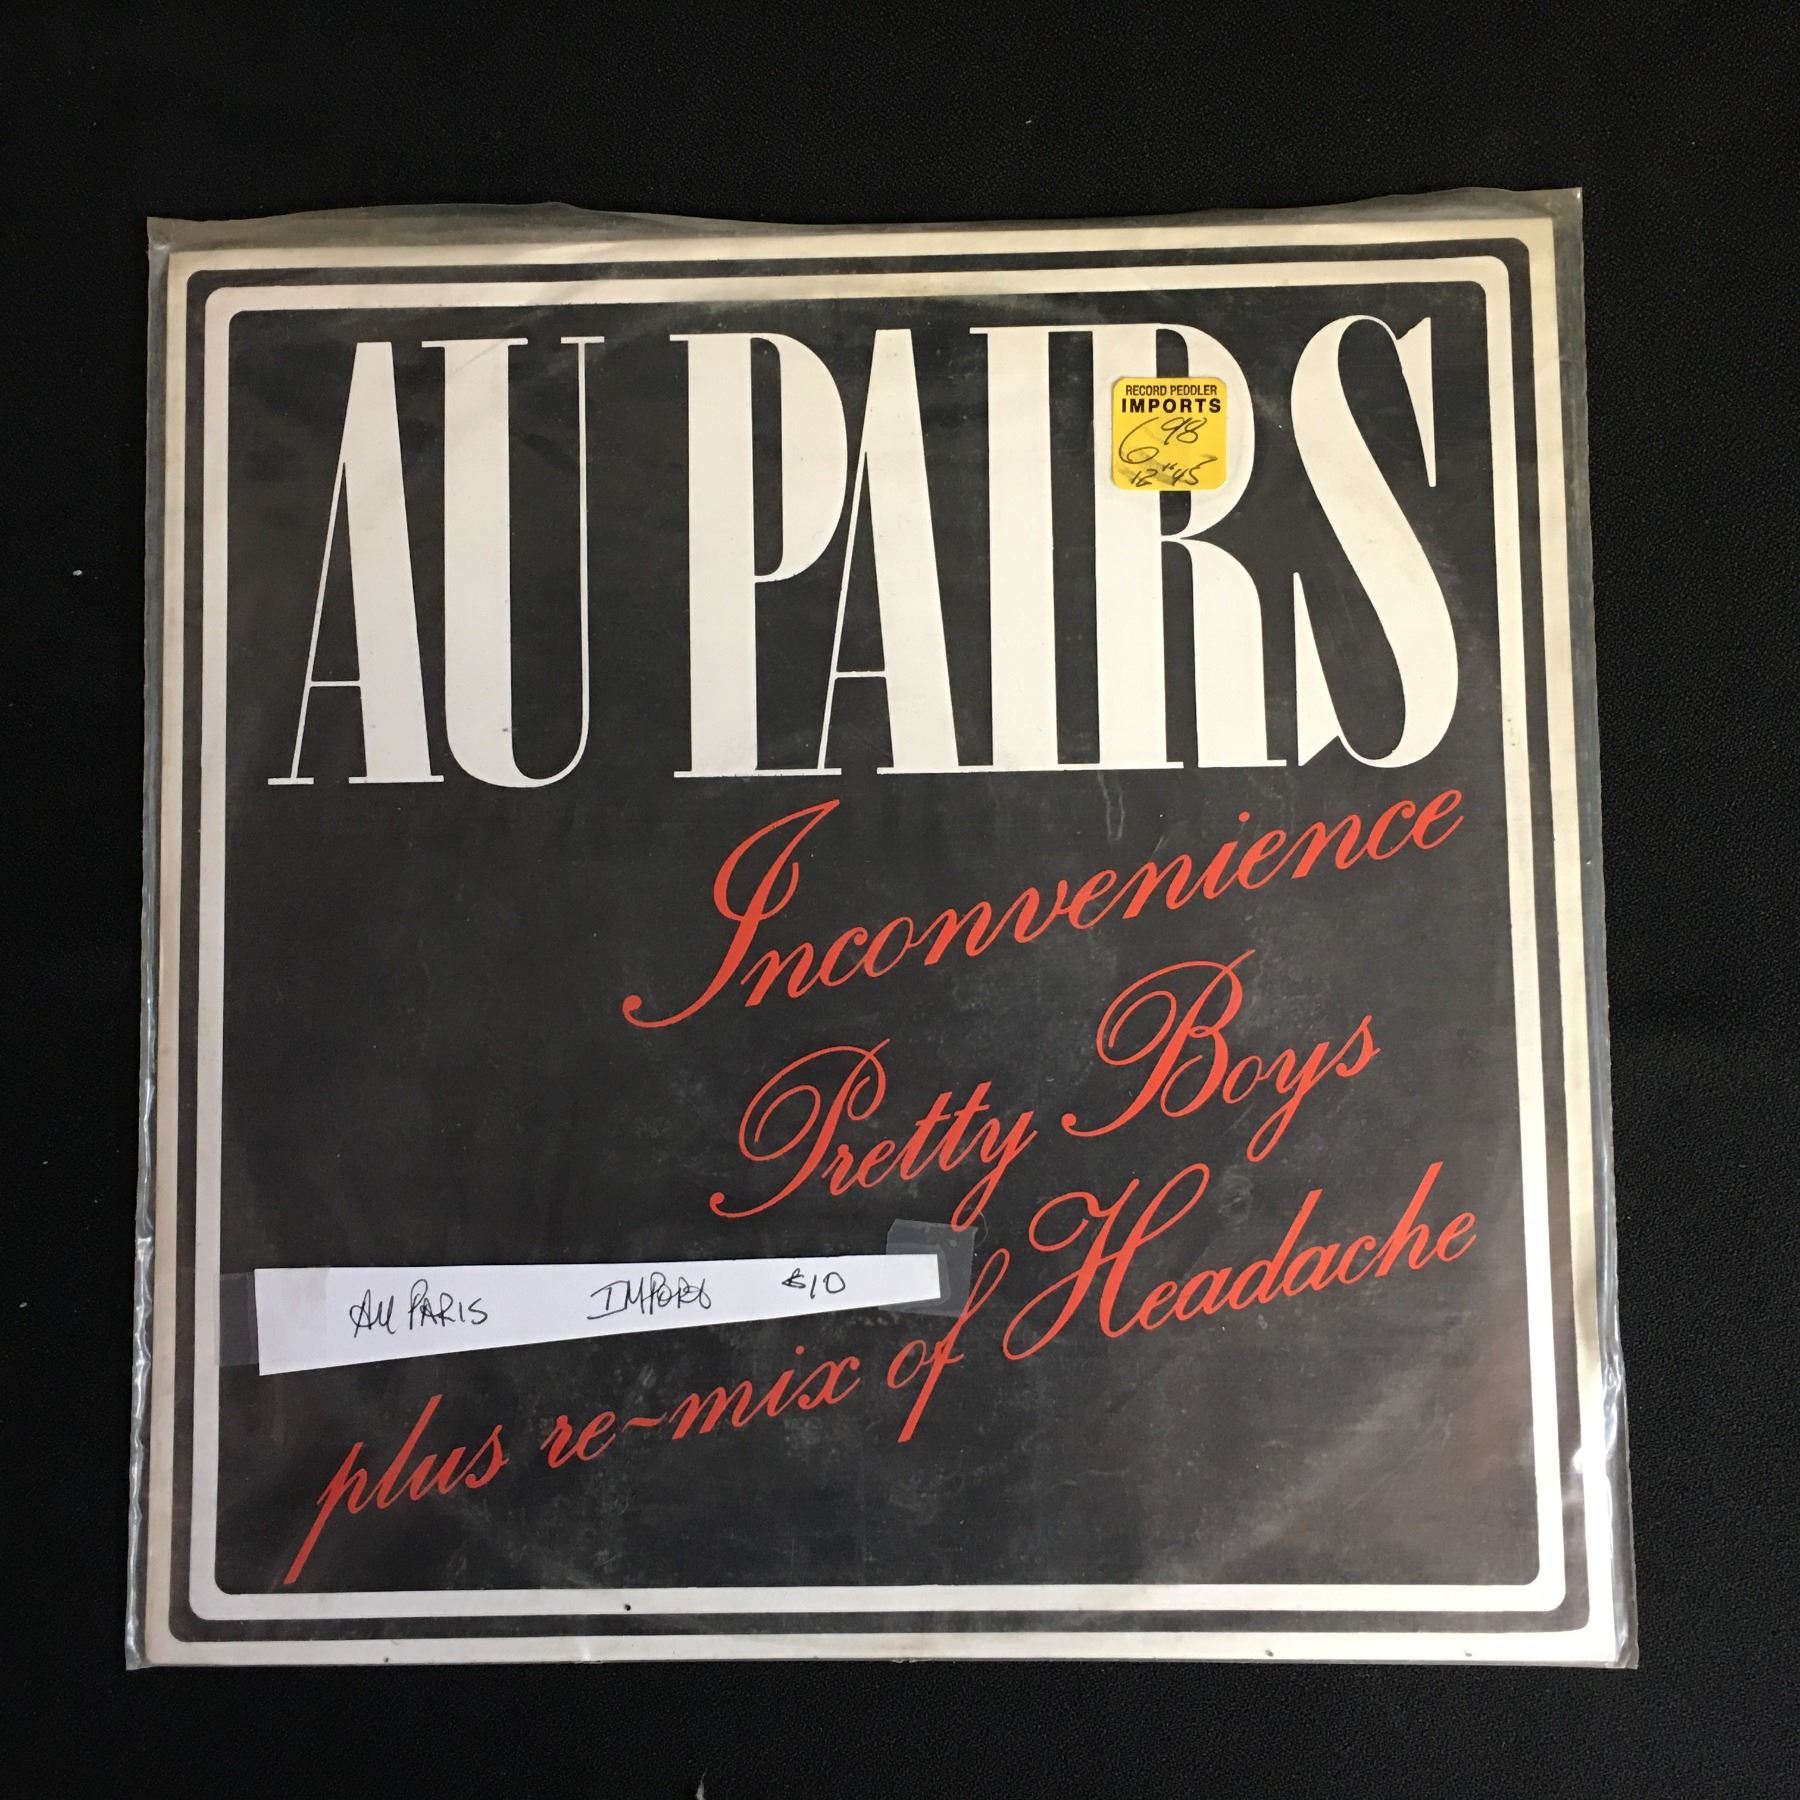 AU PAIRS
RECORD PEDDLER
IMPORTS
6 98
12" 45
Inconvenience
Pretty Boys
AU PARIS IMPORT $10
plus re-mix of Headache